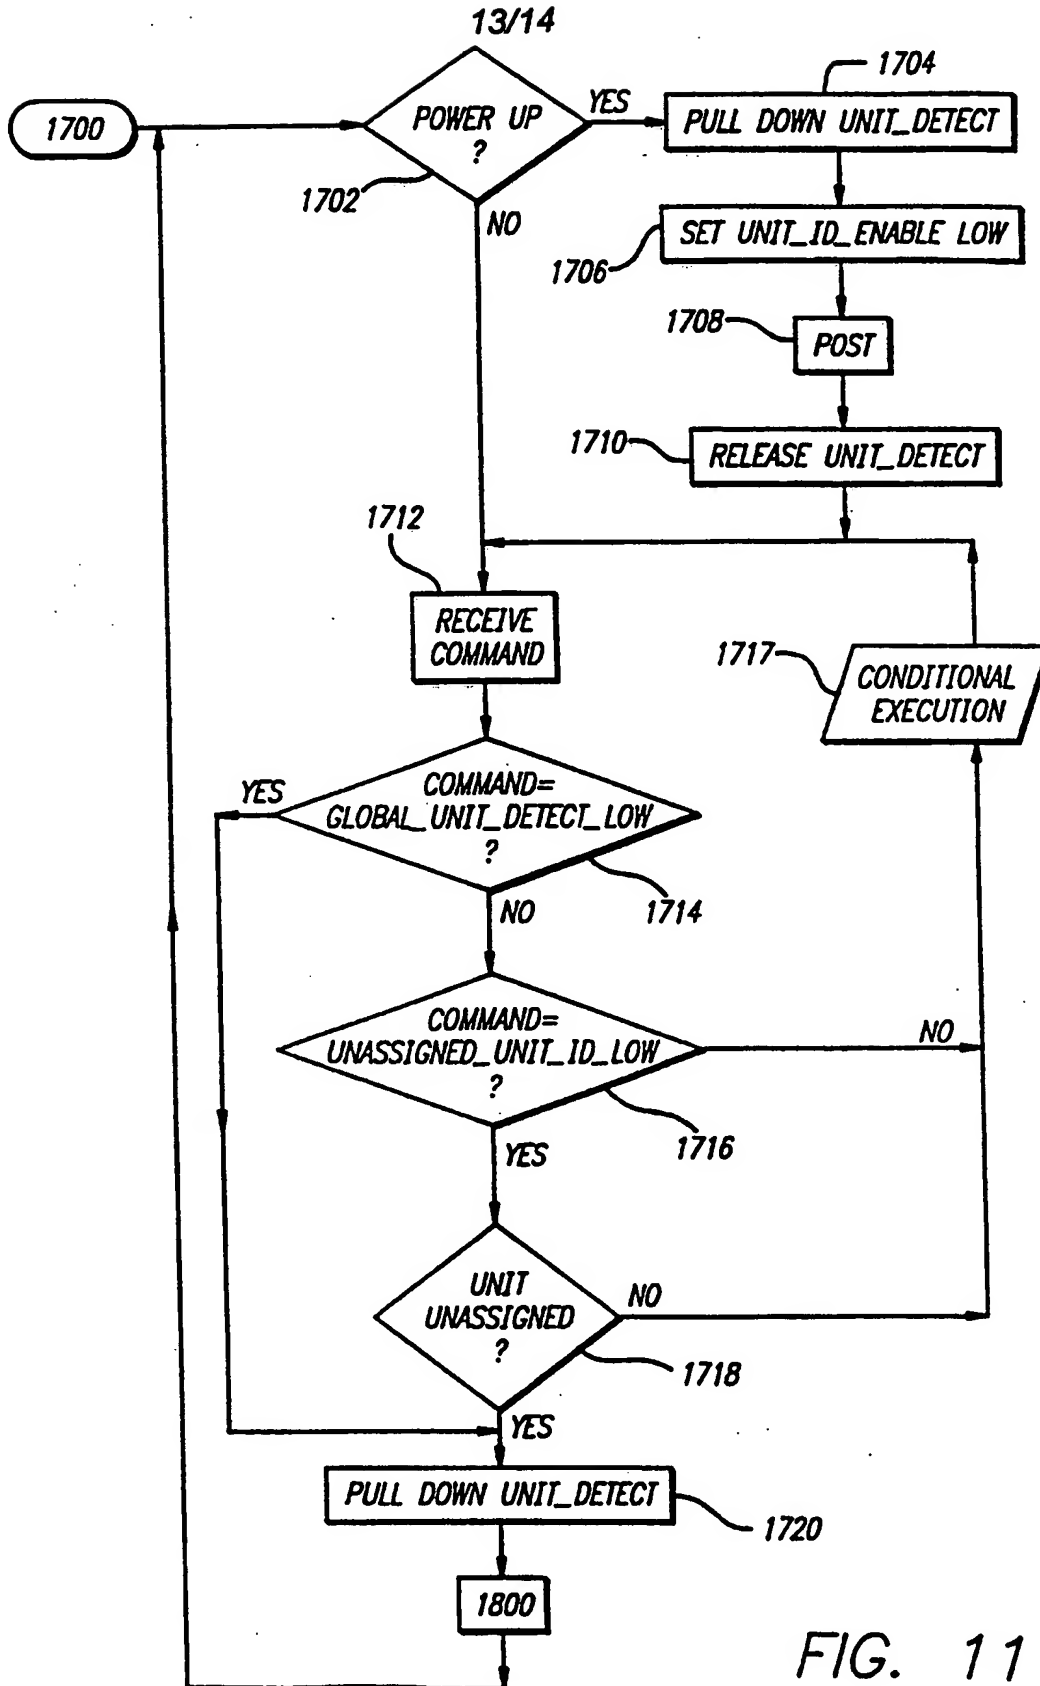 13/14
1700
POWER UP
?
1702
YES
NO
1704
PULL DOWN UNIT_DETECT
SET UNIT_ID_ENABLE LOW
1706
1708
POST
1710
RELEASE UNIT_DETECT
1712
RECEIVE
COMMAND
1717
CONDITIONAL
EXECUTION
YES
COMMAND=
GLOBAL_UNIT_DETECT_LOW
?
1714
NO
COMMAND=
UNASSIGNED_UNIT_ID_LOW
?
NO
1716
YES
UNIT
UNASSIGNED
?
NO
1718
YES
PULL DOWN UNIT_DETECT
1720
1800
FIG. 11